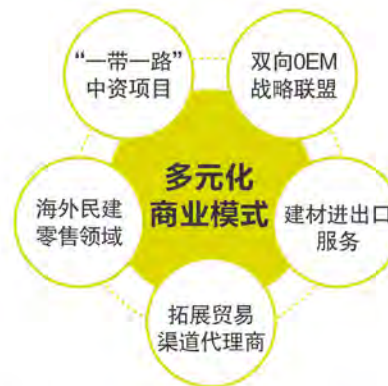 “一带一路”
中资项目
双向OEM
战略联盟
多元化
商业模式
海外民建
零售领域
建材进出口
服务
拓展贸易
渠道代理商